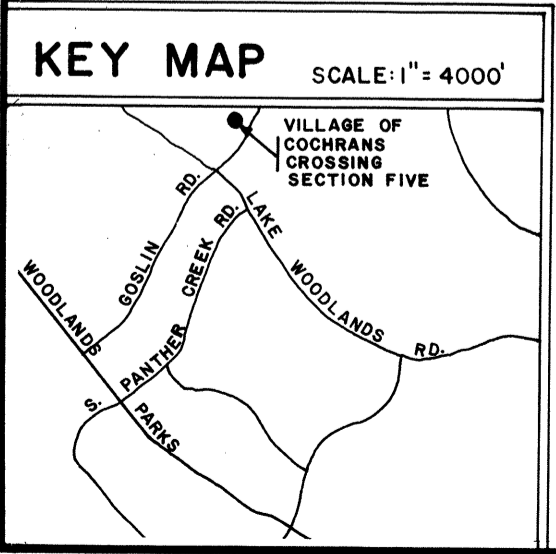 KEY MAP
SCALE: 1" = 4000'
VILLAGE OF
COCHRANS
CROSSING
SECTION FIVE
GOSLIN RD.
LAKE WOODLANDS RD.
S. PANTHER CREEK RD.
WOODLANDS PARKS